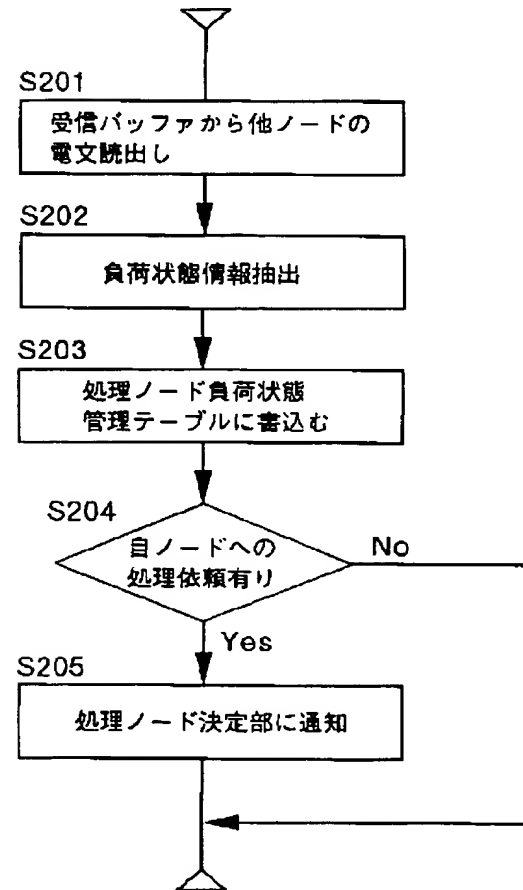 S201
受信バッファから他ノードの
電文読出し
S202
負荷状態情報抽出
S203
処理ノード負荷状態
管理テーブルに書込む
S204
自ノードへの
処理依頼有り
No
Yes
S205
処理ノード決定部に通知